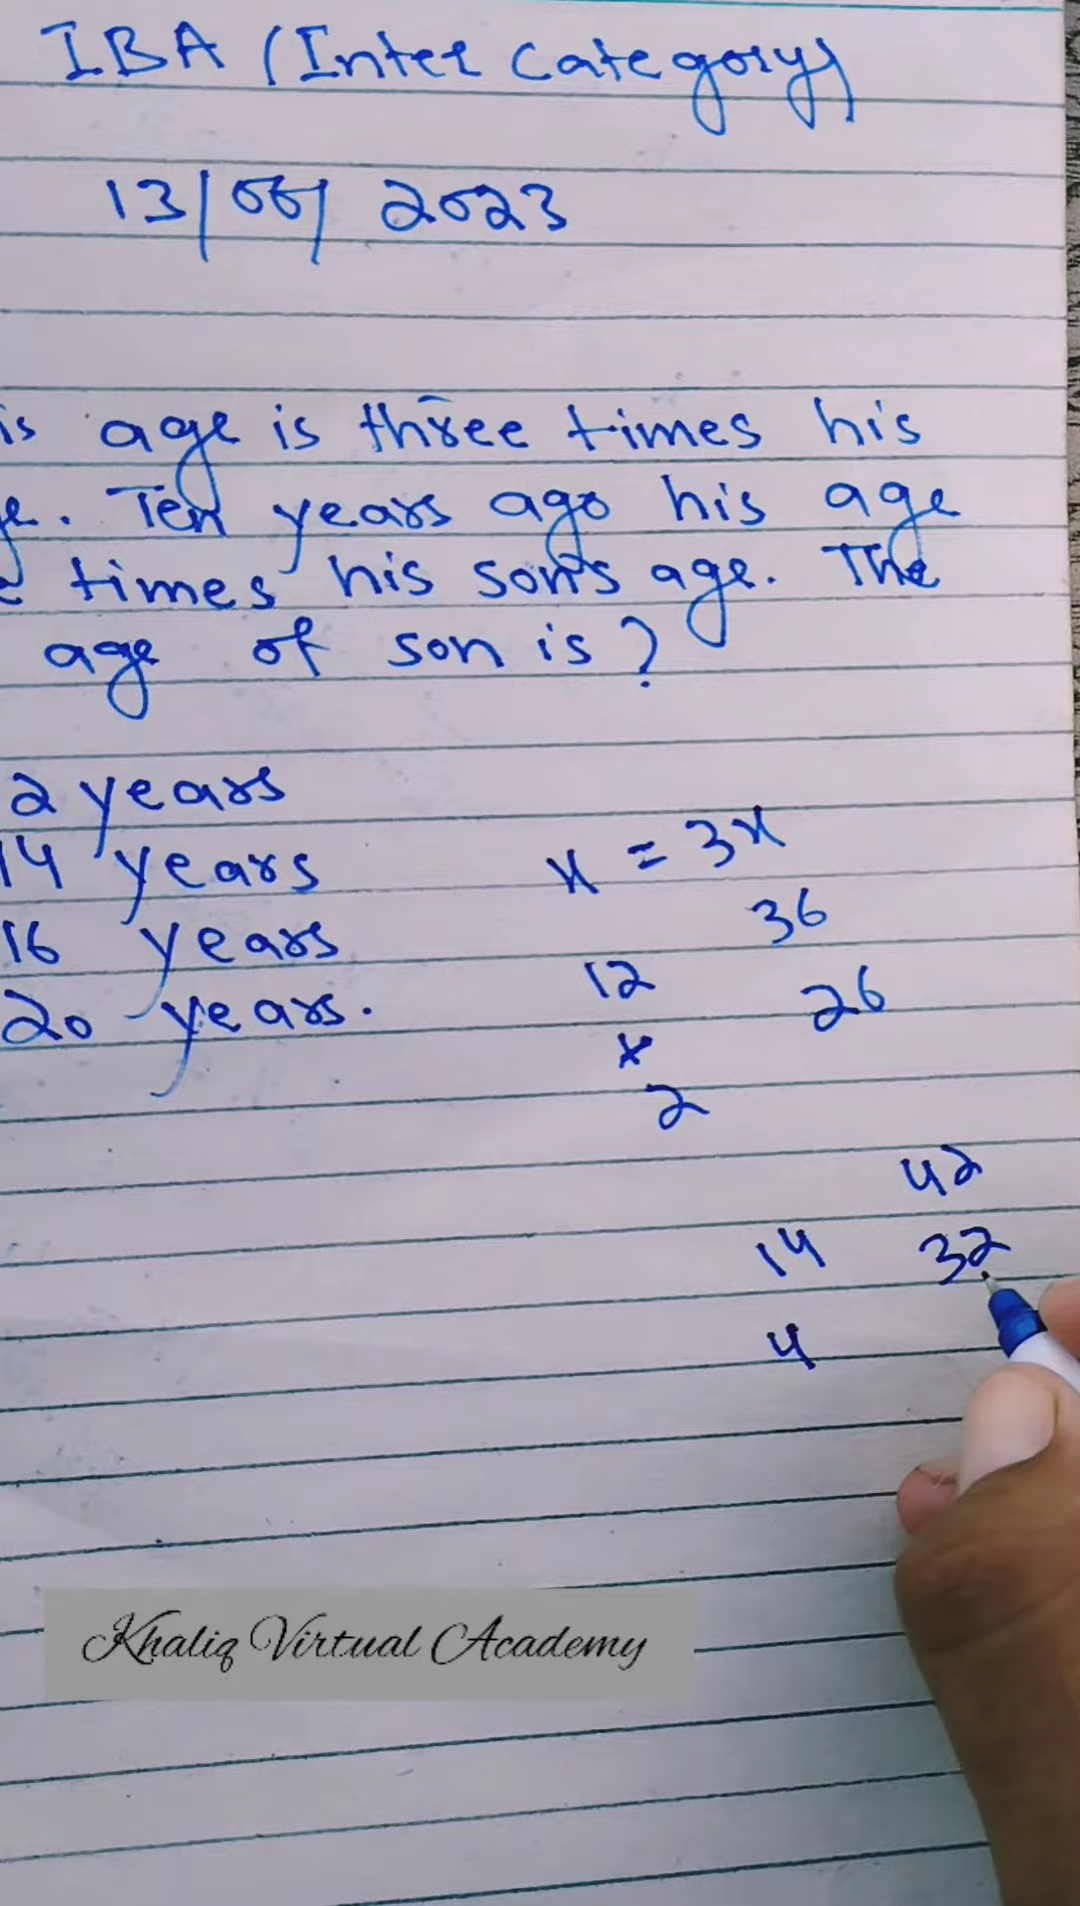 IBA (Inter Category)
13/06/2023
is age is three times his
e. Ten years ago his age
e times his son's age. The
age of son is?
2 years
14 years
16 years
20 years.
x = 3x
36
12
26
x
2
42
14 32
4
Khaliq Virtual Academy